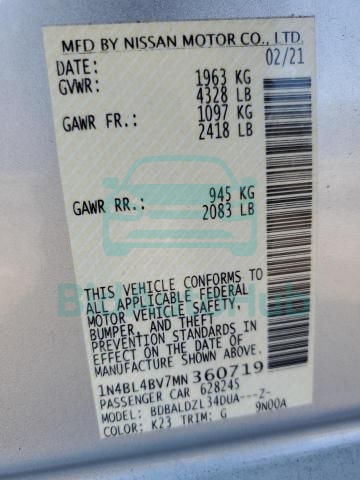 MFD BY NISSAN MOTOR CO., LTD.
DATE: 02/21
GVWR: 1963 KG
4328 LB
GAWR FR.: 1097 KG
2418 LB
GAWR RR.: 945 KG
2083 LB
THIS VEHICLE CONFORMS TO
ALL APPLICABLE FEDERAL
MOTOR VEHICLE SAFETY,
BUMPER, AND THEFT
PREVENTION STANDARDS IN
EFFECT ON THE DATE OF
MANUFACTURE SHOWN ABOVE.
1N4BL4BV7MN360719
PASSENGER CAR 628245
MODEL: BDBALDZL34DUA---Z-
COLOR: K23 TRIM: G 9N00A